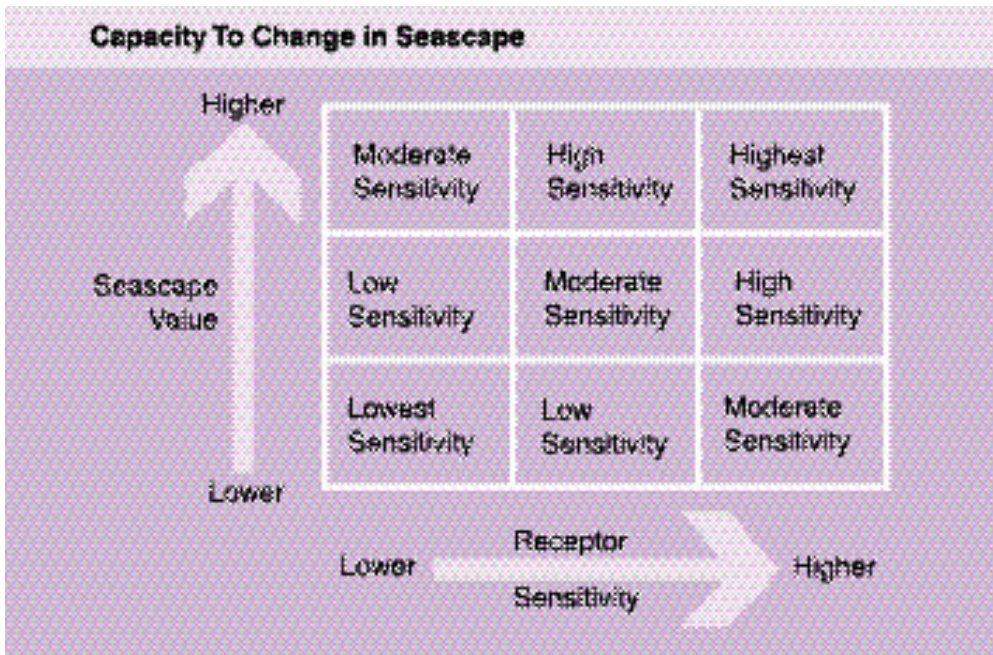 Capacity To Change in Seascape
Higher
Moderate
Sensitivity
High
Sensitivity
Highest
Sensitivity
Seascape
Value
Low
Sensitivity
Moderate
Sensitivity
High
Sensitivity
Lowest
Sensitivity
Low
Sensitivity
Moderate
Sensitivity
Lower
Lower
Receptor
Sensitivity
Higher